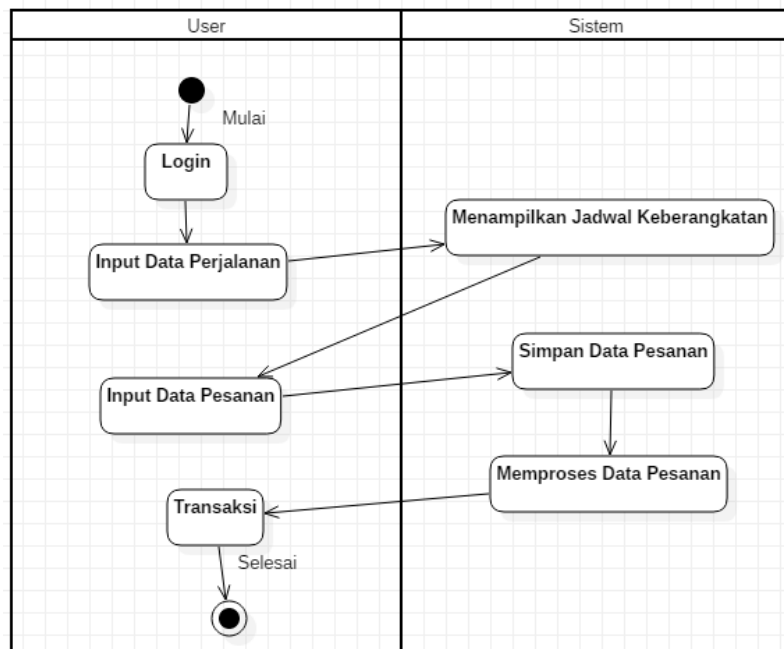 User
Sistem
Mulai
Login
Menampilkan Jadwal Keberangkatan
Input Data Perjalanan
Simpan Data Pesanan
Input Data Pesanan
Memproses Data Pesanan
Transaksi
Selesai